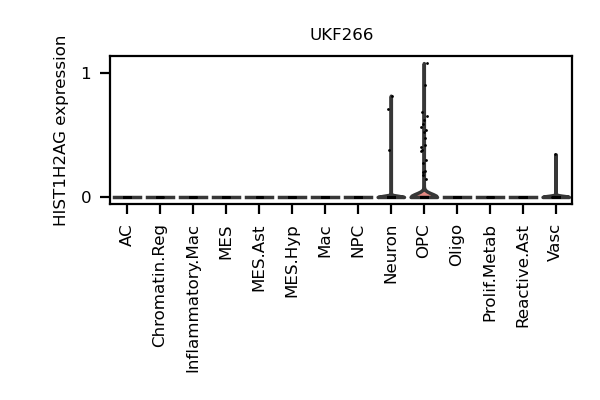 UKF266
HIST1H2AG expression
1
0
AC
Chromatin.Reg
Inflammatory.Mac
MES
MES.Ast
MES.Hyp
Mac
NPC
Neuron
OPC
Oligo
Prolif.Metab
Reactive.Ast
Vasc